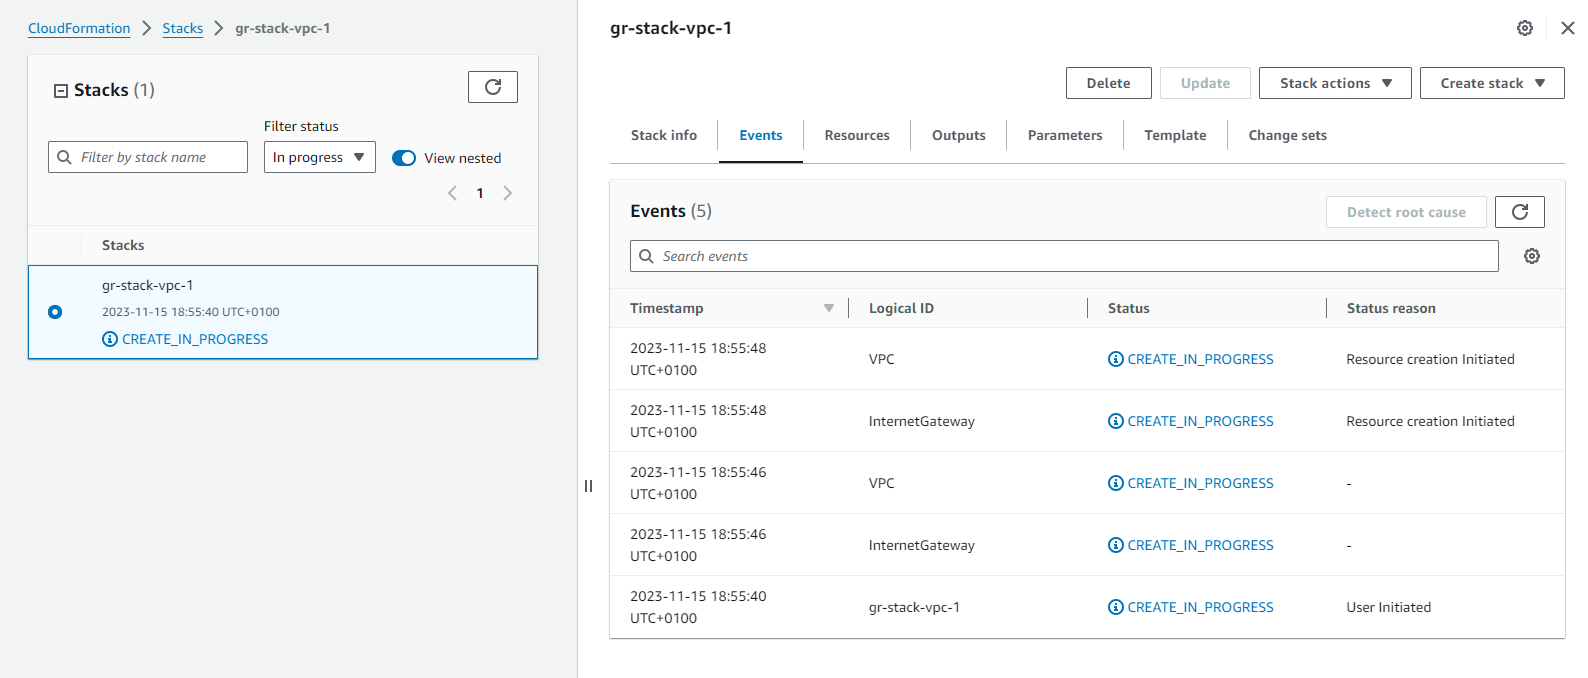 CloudFormation > Stacks > gr-stack-vpc-1
Stacks (1)
Filter status
Filter by stack name
In progress
View nested
1
Stacks
gr-stack-vpc-1
2023-11-15 18:55:40 UTC+0100
CREATE_IN_PROGRESS
gr-stack-vpc-1
Delete Update Stack actions Create stack
Stack info Events Resources Outputs Parameters Template Change sets
Events (5)
Detect root cause
Search events
Timestamp Logical ID Status Status reason
2023-11-15 18:55:48
UTC+0100
VPC CREATE_IN_PROGRESS Resource creation Initiated
2023-11-15 18:55:48
UTC+0100
InternetGateway CREATE_IN_PROGRESS Resource creation Initiated
2023-11-15 18:55:46
UTC+0100
VPC CREATE_IN_PROGRESS -
2023-11-15 18:55:46
UTC+0100
InternetGateway CREATE_IN_PROGRESS -
2023-11-15 18:55:40
UTC+0100
gr-stack-vpc-1 CREATE_IN_PROGRESS User Initiated